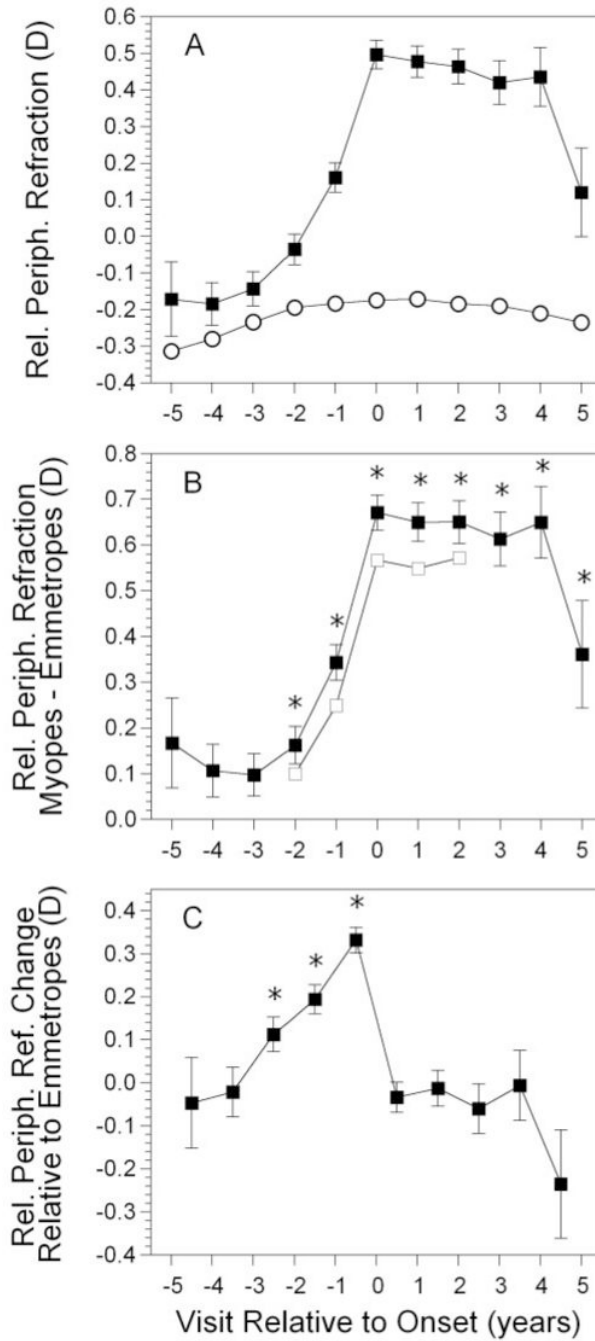 Rel. Periph. Refraction (D)
A
0.6
0.5
0.4
0.3
0.2
0.1
0.0
-0.1
-0.2
-0.3
-0.4
-5 -4 -3 -2 -1 0 1 2 3 4 5
Rel. Periph. Refraction
Myopes - Emmetropes (D)
B
0.8
0.7
0.6
0.5
0.4
0.3
0.2
0.1
0.0
* * * * * * * *
-5 -4 -3 -2 -1 0 1 2 3 4 5
Rel. Periph. Ref. Change
Relative to Emmetropes (D)
C
0.4
0.3
0.2
0.1
0.0
-0.1
-0.2
-0.3
-0.4
* * *
-5 -4 -3 -2 -1 0 1 2 3 4 5
Visit Relative to Onset (years)